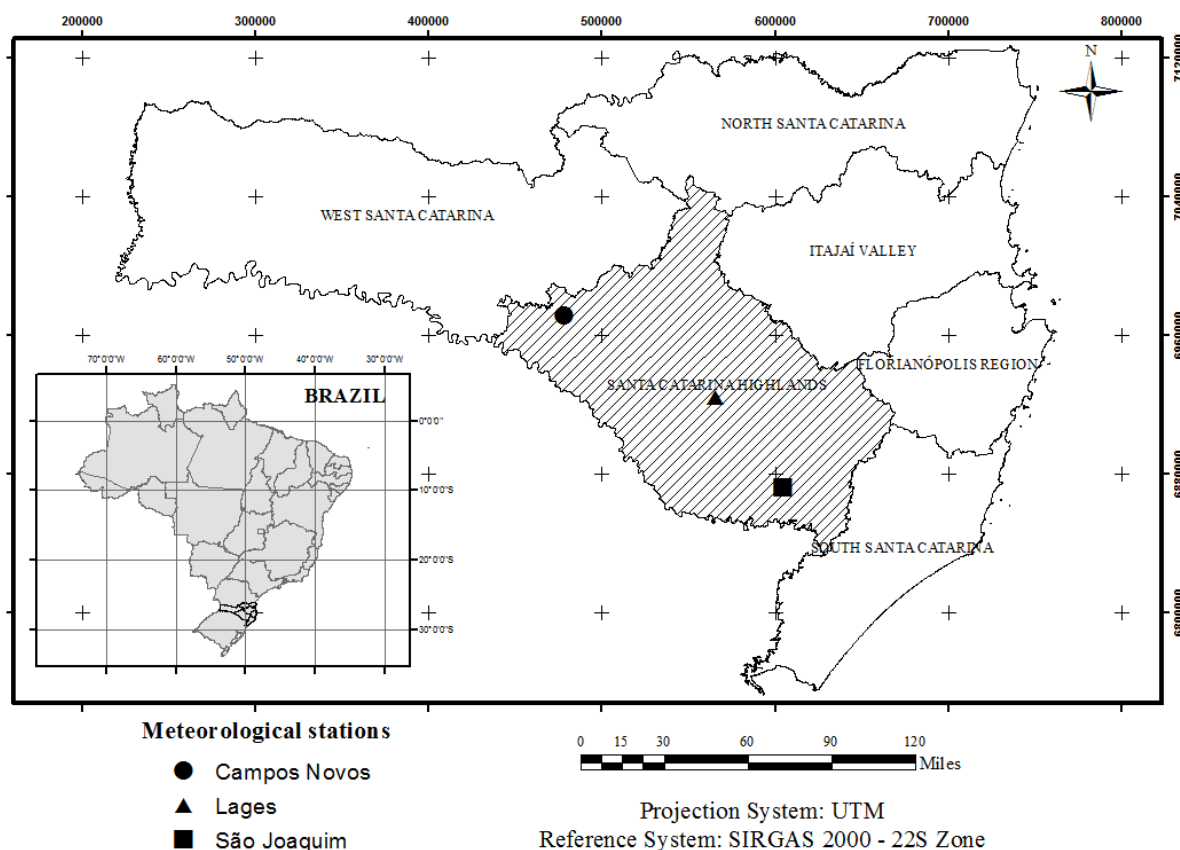 200000 300000 400000 500000 600000 700000 800000
N
7120000
NORTH SANTA CATARINA
7040000
WEST SANTA CATARINA
ITAJAÍ VALLEY
6960000
FLORIANÓPOLIS REGION
SANTA CATARINA HIGHLANDS
6880000
SOUTH SANTA CATARINA
6800000
70°0'0"W 60°0'0"W 50°0'0"W 40°0'0"W 30°0'0"W
BRAZIL
0°0'0"
10°0'0"S
20°0'0"S
30°0'0"S
200000 300000 400000 500000 600000 700000 800000
Meteorological stations
Campos Novos
Lages
São Joaquim
0 15 30 60 90 120
Miles
Projection System: UTM
Reference System: SIRGAS 2000 - 22S Zone